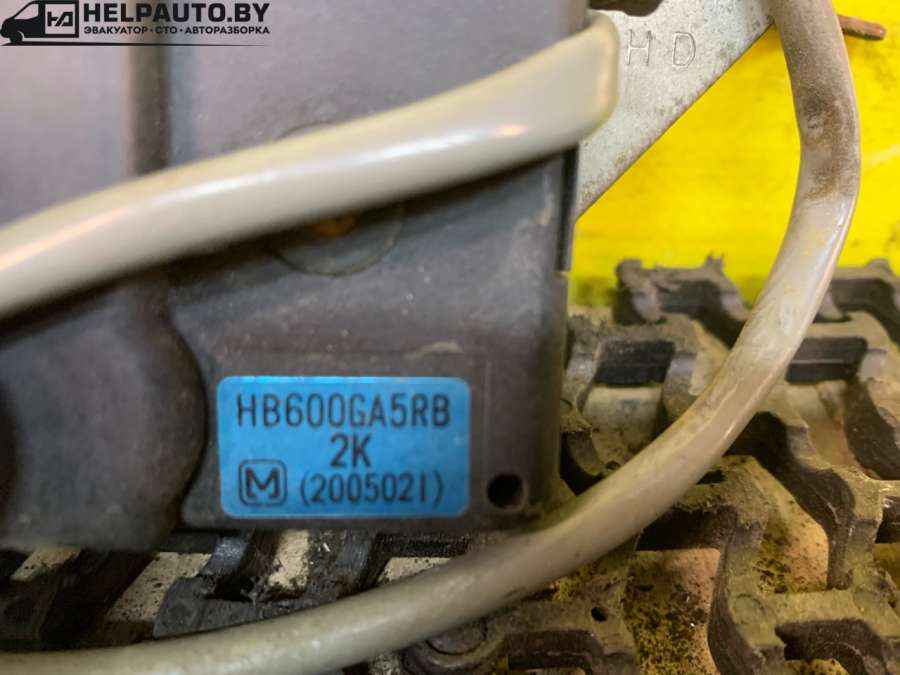 HELPAUTO.BY
ЭВАКУАТОР · СТО · АВТОРАЗБОРКА
HD
HB600GA5RB
2K
M (2005021)